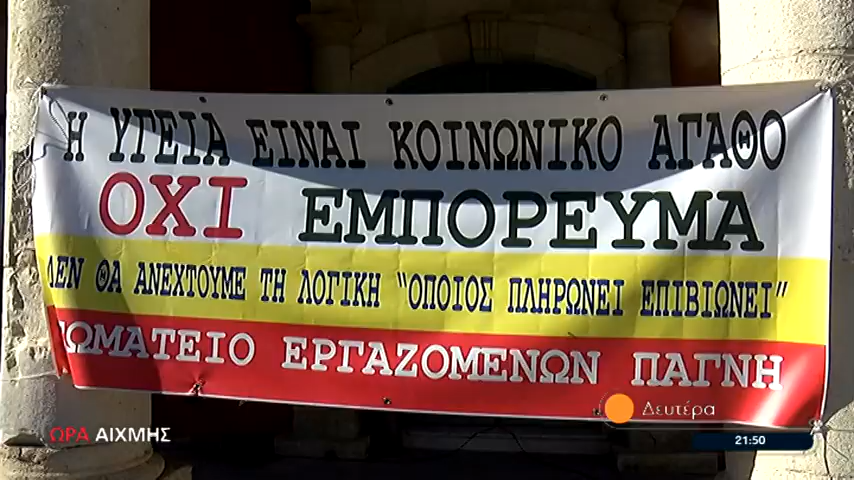 Η ΥΓΕΙΑ ΕΙΝΑΙ ΚΟΙΝΩΝΙΚΟ ΑΓΑΘΟ
ΟΧΙ ΕΜΠΟΡΕΥΜΑ
ΔΕΝ ΘΑ ΑΝΕΧΤΟΥΜΕ ΤΗ ΛΟΓΙΚΗ "ΟΠΟΙΟΣ ΠΛΗΡΩΝΕΙ ΕΠΙΒΙΩΝΕΙ"
ΣΩΜΑΤΕΙΟ ΕΡΓΑΖΟΜΕΝΩΝ ΠΑΓΝΗ
Δευτέρα
ΩΡΑ ΑΙΧΜΗΣ
21:50